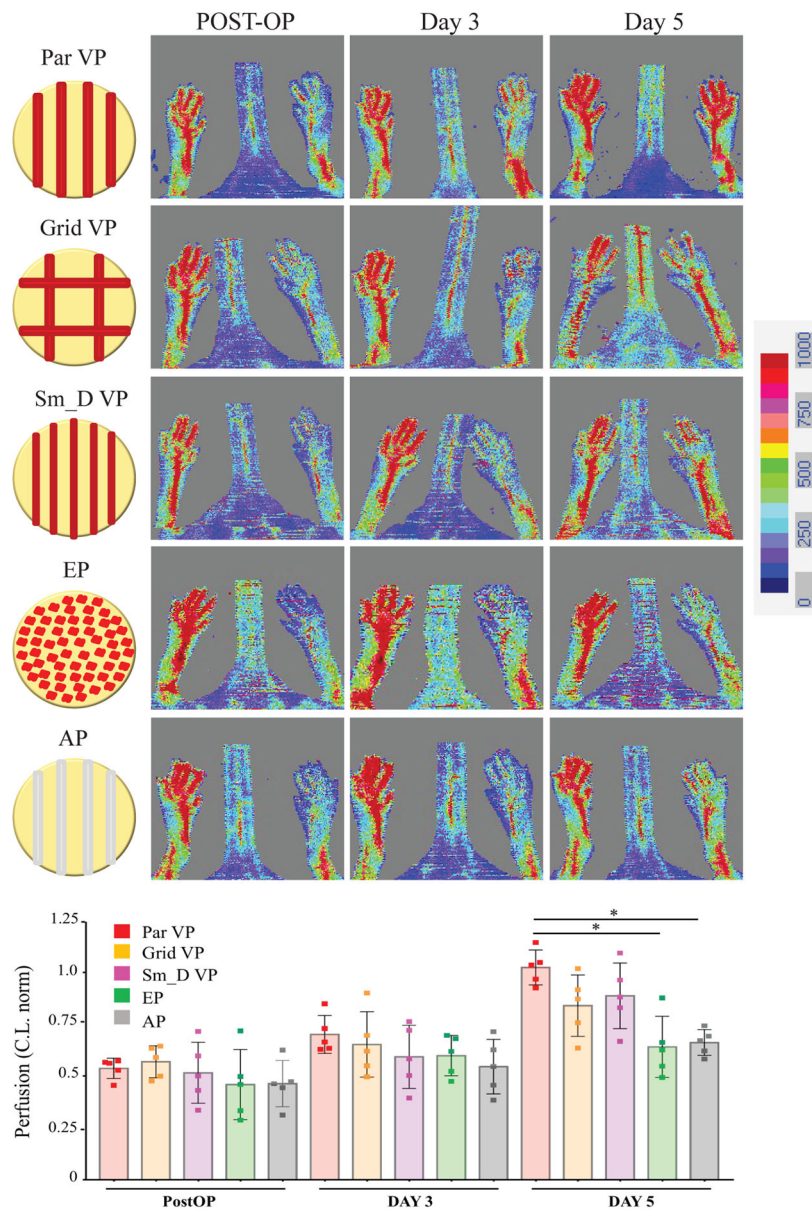 POST-OP Day 3 Day 5
Par VP
Grid VP
Sm_D VP
EP
AP
1000
750
500
250
0
Perfusion (C.L. norm)
1.25
1.0
0.75
0.5
0.25
0
Par VP
Grid VP
Sm_D VP
EP
AP
*
*
PostOP DAY 3 DAY 5